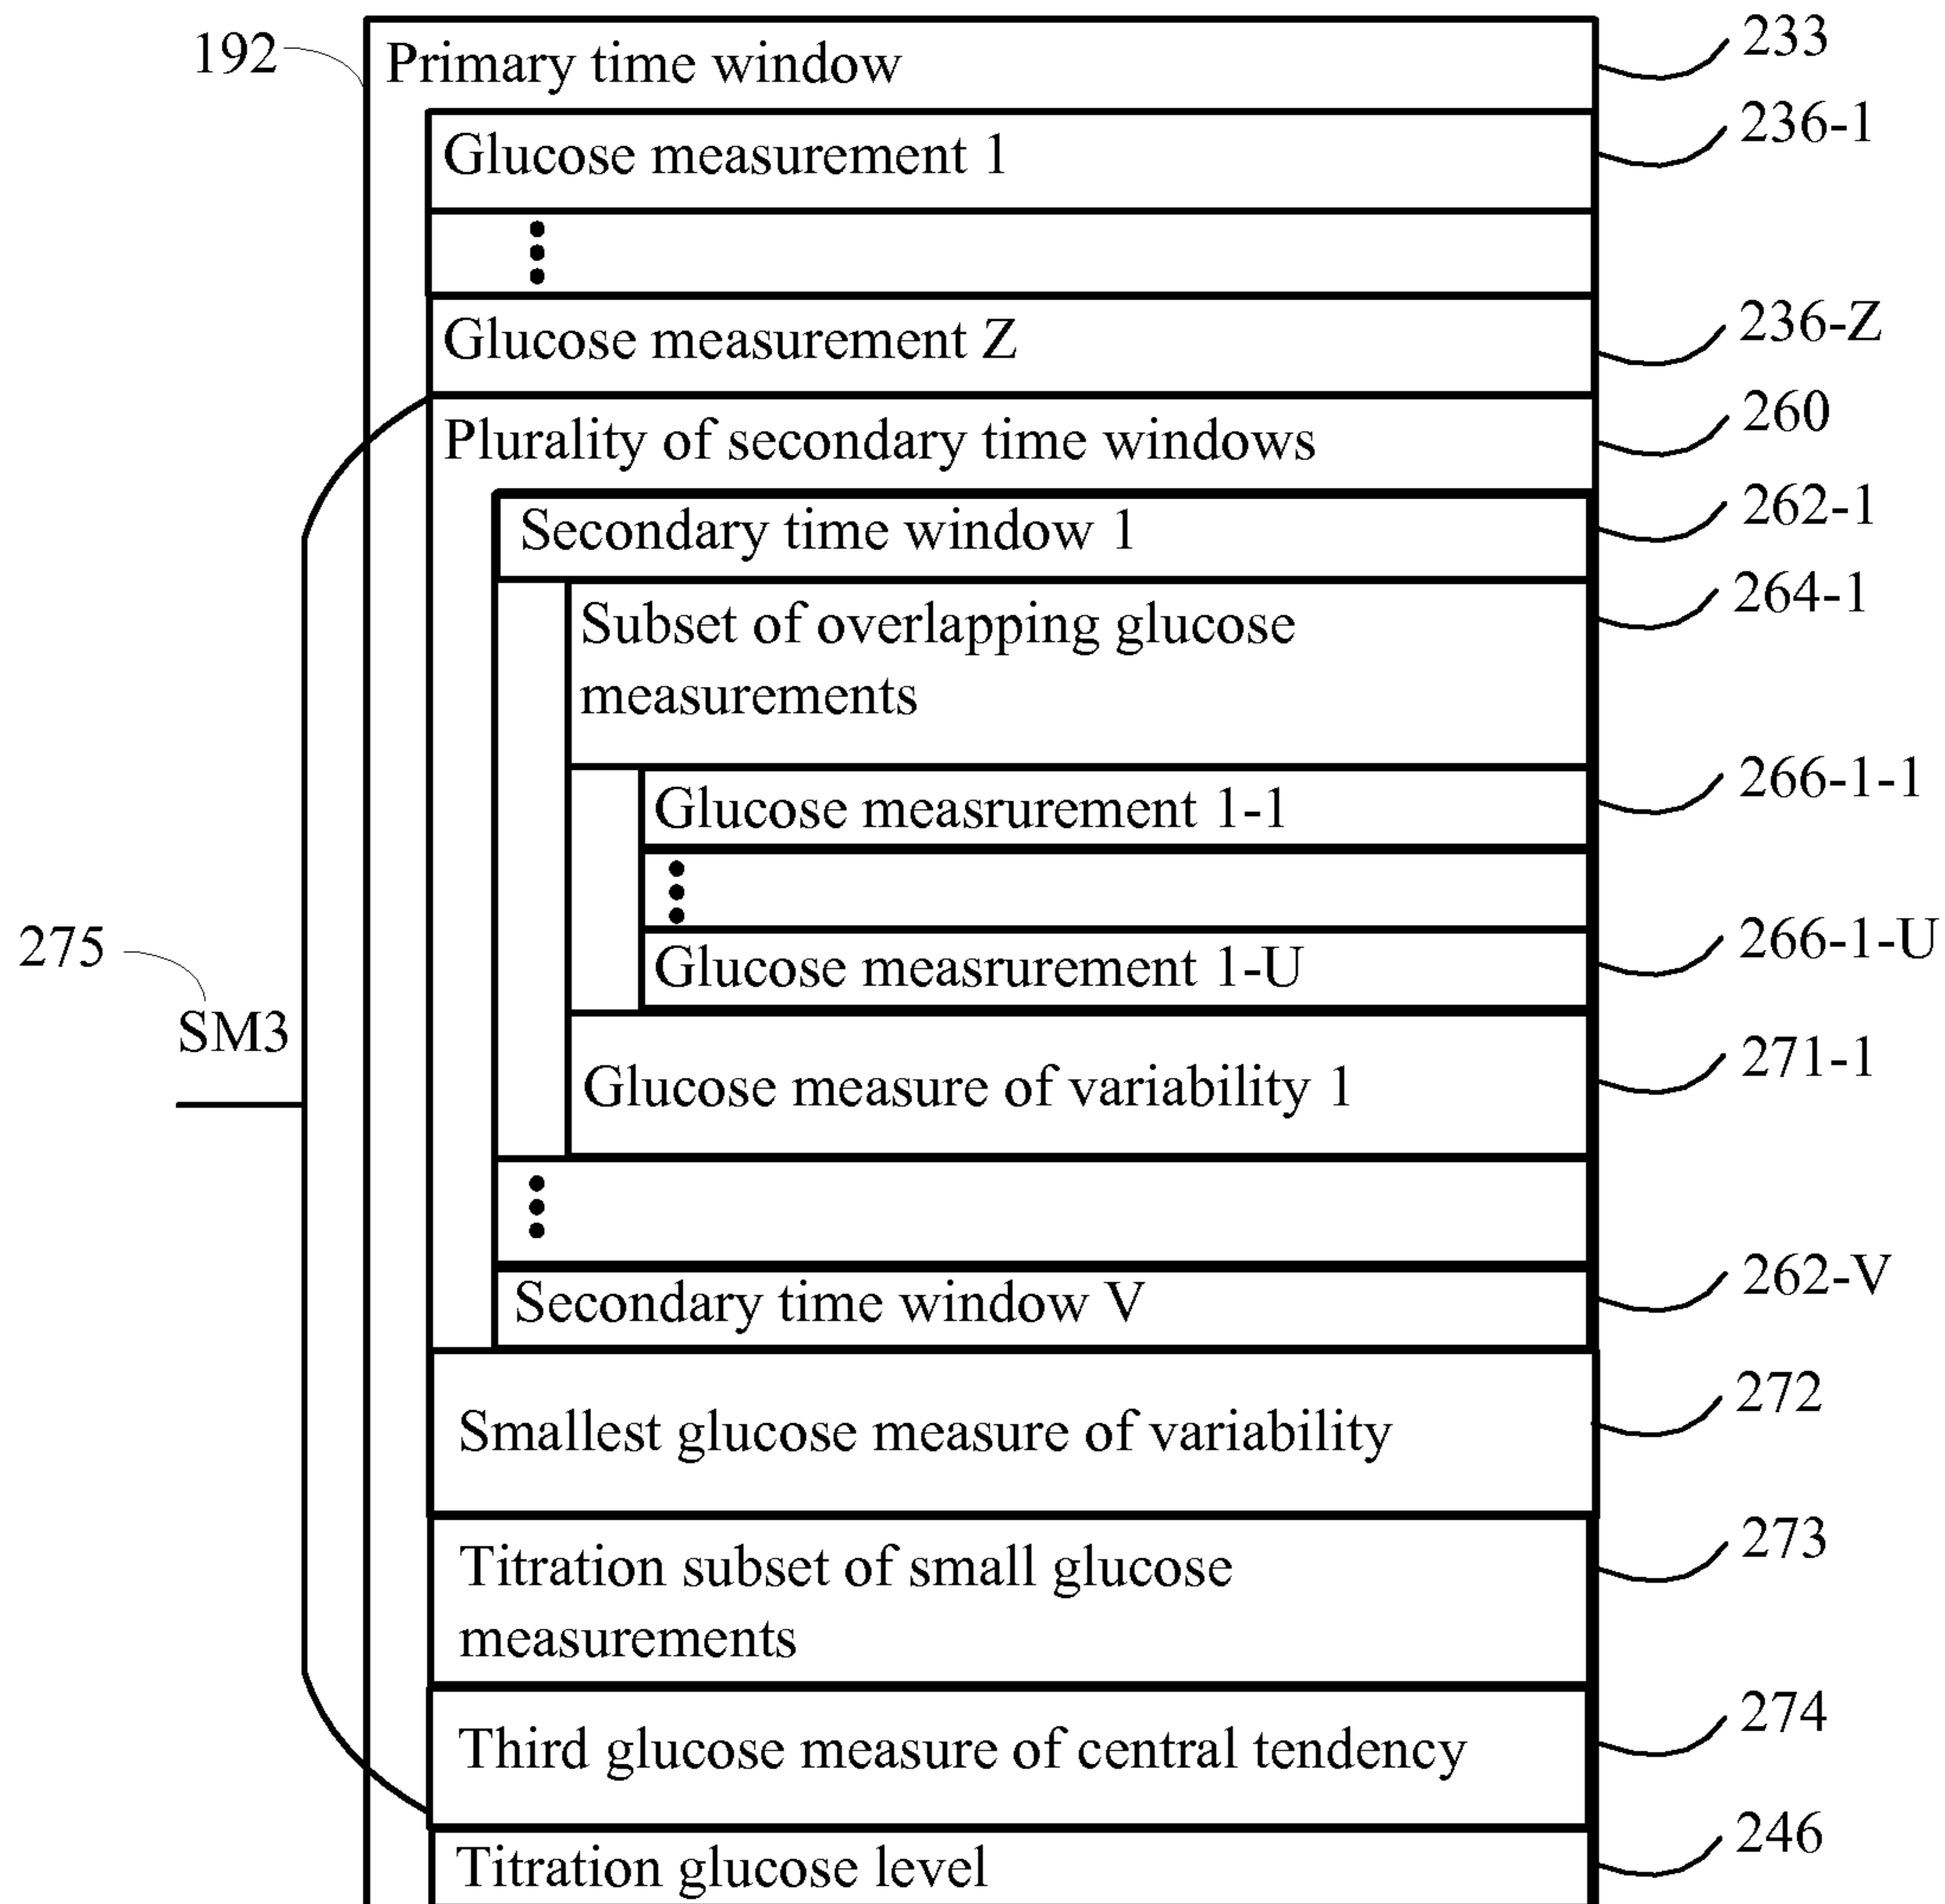 192
Primary time window
233
Glucose measurement 1
236-1
Glucose measurement Z
236-Z
Plurality of secondary time windows
260
Secondary time window 1
262-1
Subset of overlapping glucose
measurements
264-1
Glucose measrurement 1-1
266-1-1
Glucose measrurement 1-U
266-1-U
275
SM3
Glucose measure of variability 1
271-1
Secondary time window V
262-V
Smallest glucose measure of variability
272
Titration subset of small glucose
measurements
273
Third glucose measure of central tendency
274
Titration glucose level
246